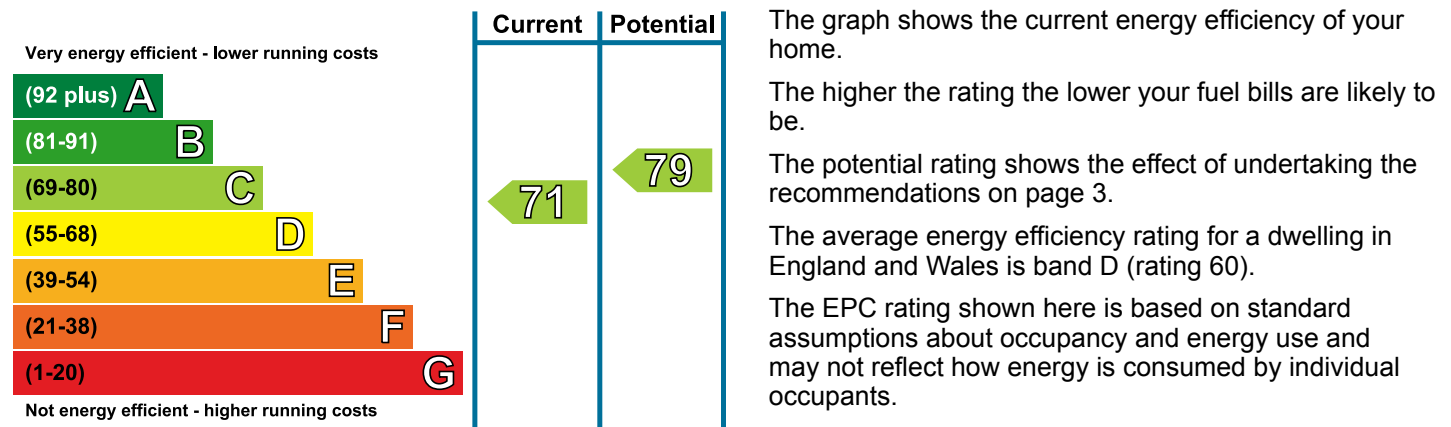 Current Potential
Very energy efficient - lower running costs
(92 plus) A
(81-91) B
(69-80) C
(55-68) D
(39-54) E
(21-38) F
(1-20) G
Not energy efficient - higher running costs
71
79
The graph shows the current energy efficiency of your
home.
The higher the rating the lower your fuel bills are likely to
be.
The potential rating shows the effect of undertaking the
recommendations on page 3.
The average energy efficiency rating for a dwelling in
England and Wales is band D (rating 60).
The EPC rating shown here is based on standard
assumptions about occupancy and energy use and
may not reflect how energy is consumed by individual
occupants.